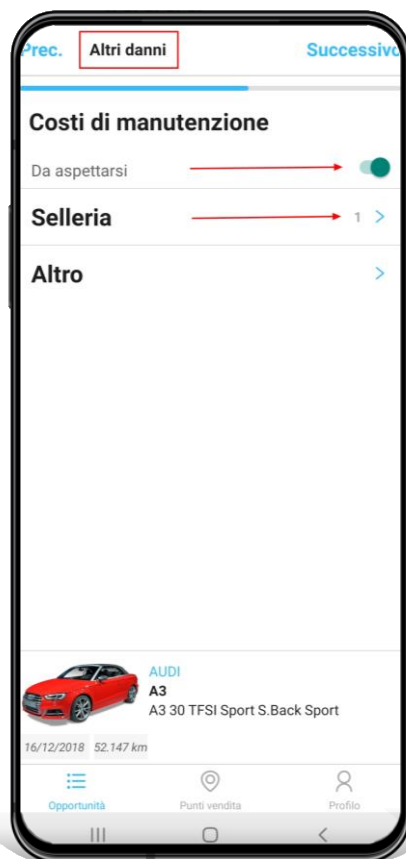 Prec. Altri danni Successivo
Costi di manutenzione
Da aspettarsi
Selleria 1
Altro
AUDI
A3
A3 30 TFSI Sport S.Back Sport
16/12/2018 52.147 km
Opportunità Punti vendita Profilo